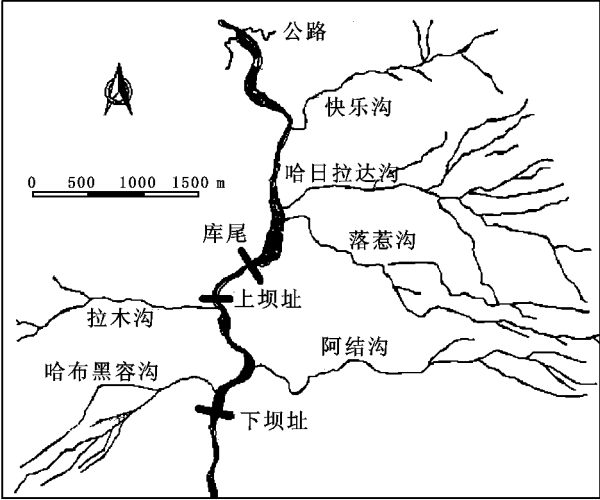 公路
快乐沟
哈日拉达沟
0 500 1000 1500 m
库尾
落惹沟
上坝址
拉木沟
阿结沟
哈布黑容沟
下坝址